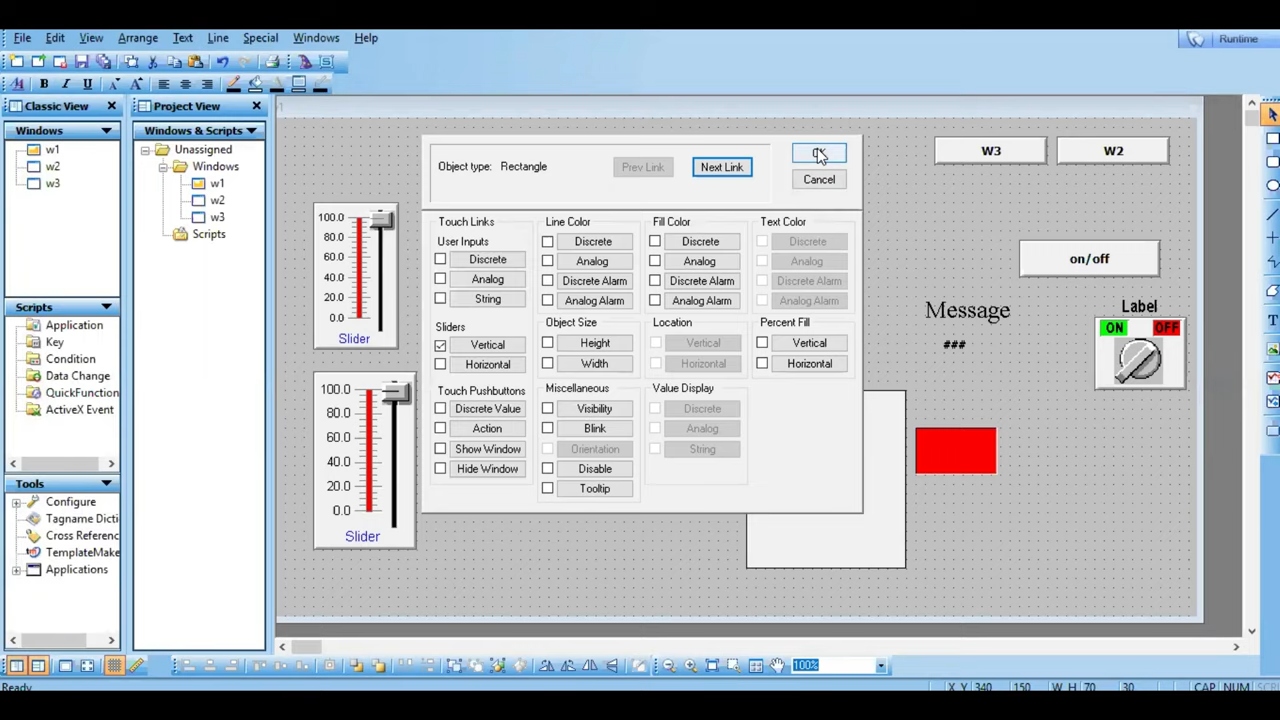 File Edit View Arrange Text Line Special Windows Help
Runtime
Classic View
Project View
Windows
w1
w2
w3
Windows & Scripts
Unassigned
Windows
w1
w2
w3
Scripts
Scripts
Application
Key
Condition
Data Change
QuickFunction
ActiveX Event
Tools
Configure
Tagname Dicti
Cross Referenc
TemplateMake
Applications
Object type: Rectangle
Prev Link
Next Link
Cancel
Touch Links
User Inputs
Discrete
Analog
String
Sliders
Vertical
Horizontal
Touch Pushbuttons
Discrete Value
Action
Show Window
Hide Window
Line Color
Discrete
Analog
Discrete Alarm
Analog Alarm
Object Size
Height
Width
Miscellaneous
Visibility
Blink
Orientation
Disable
Tooltip
Fill Color
Discrete
Analog
Discrete Alarm
Analog Alarm
Location
Vertical
Horizontal
Value Display
Discrete
Analog
String
Text Color
Discrete
Analog
Discrete Alarm
Analog Alarm
Percent Fill
Vertical
Horizontal
100.0
80.0
60.0
40.0
20.0
0.0
Slider
100.0
80.0
60.0
40.0
20.0
0.0
Slider
W3
W2
on/off
Message
###
Label
ON
OFF
100%
Ready
X, Y 340 150 W, H 70 30 CAP NUM